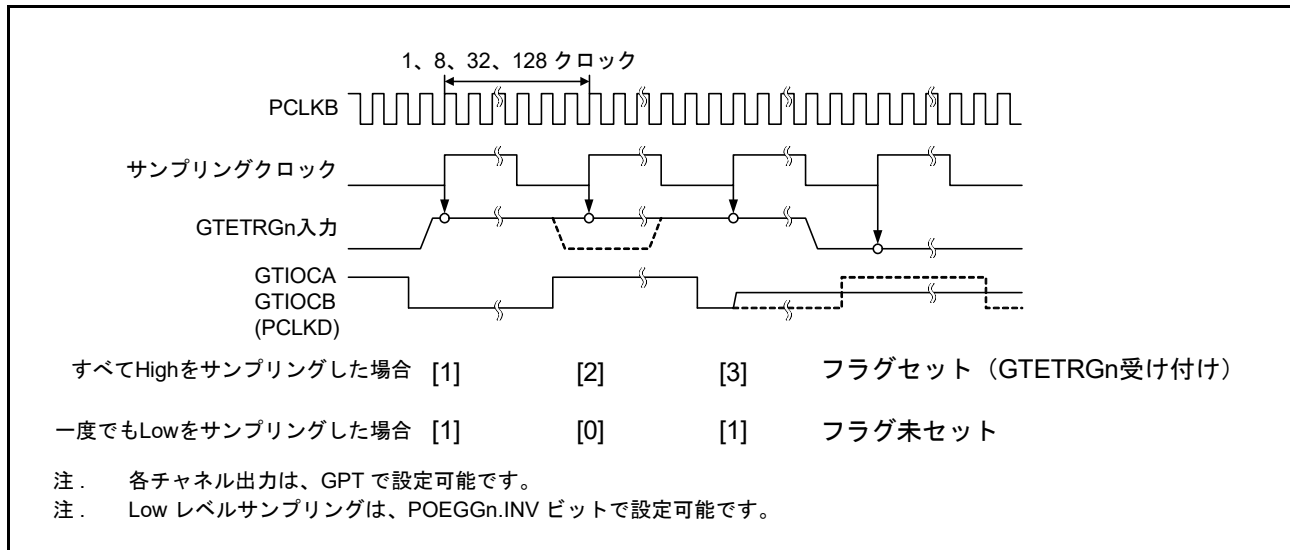 1、8、32、128 クロック
PCLKB
サンプリングクロック
GTETRGn入力
GTIOCA
GTIOCB
(PCLKD)
すべてHighをサンプリングした場合 [1] [2] [3] フラグセット（GTETRGn受け付け）
一度でもLowをサンプリングした場合 [1] [0] [1] フラグ未セット
注 . 各チャネル出力は、GPT で設定可能です。
注 . Low レベルサンプリングは、POEGGn.INV ビットで設定可能です。